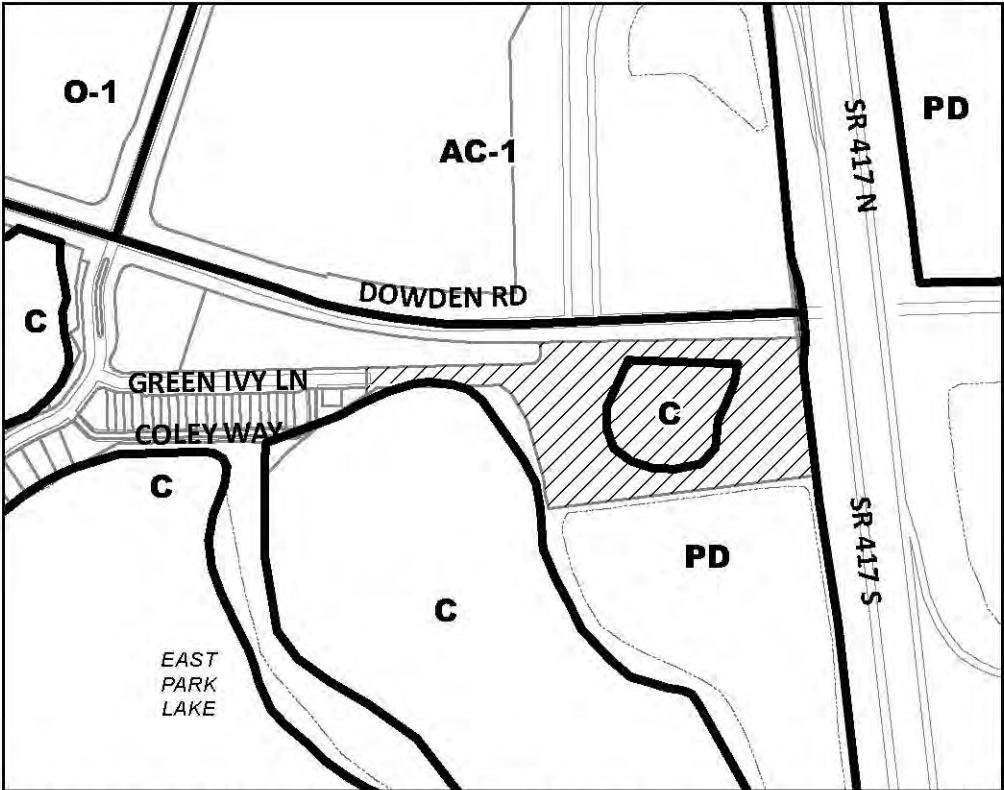 O-1
AC-1
PD
SR 417 N
DOWDEN RD
C
GREEN IVY LN
C
COLEY WAY
C
SR 417 S
PD
C
EAST
PARK
LAKE